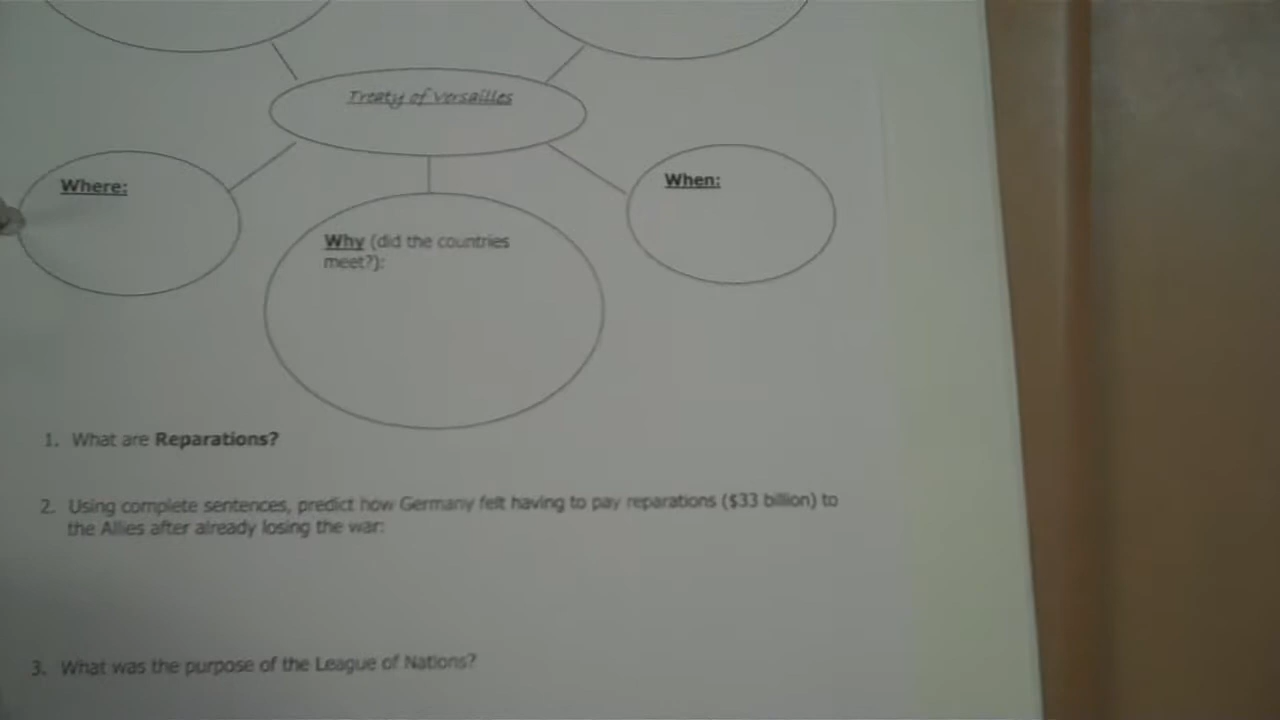 Treaty of Versailles
Where:
When:
Why (did the countries
meet?):
1. What are Reparations?
2. Using complete sentences, predict how Germany felt having to pay reparations ($33 billion) to
the Allies after already losing the war:
3. What was the purpose of the League of Nations?